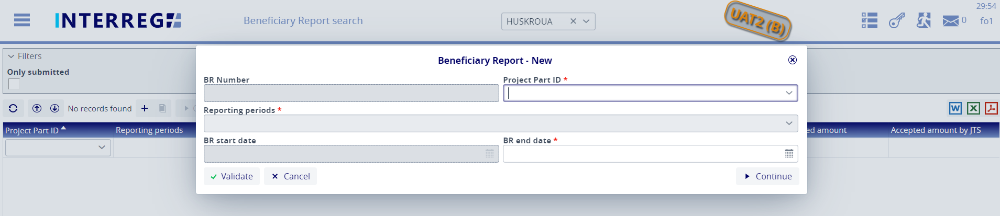 INTERREG
Beneficiary Report search
HUSKROUA
UAT2 (B)
0
29:54
fo1
Filters
Only submitted
No records found
Project Part ID
Reporting periods
ed amount
Accepted amount by JTS
Beneficiary Report - New
BR Number
Project Part ID *
Reporting periods *
BR start date
BR end date *
Validate
Cancel
Continue